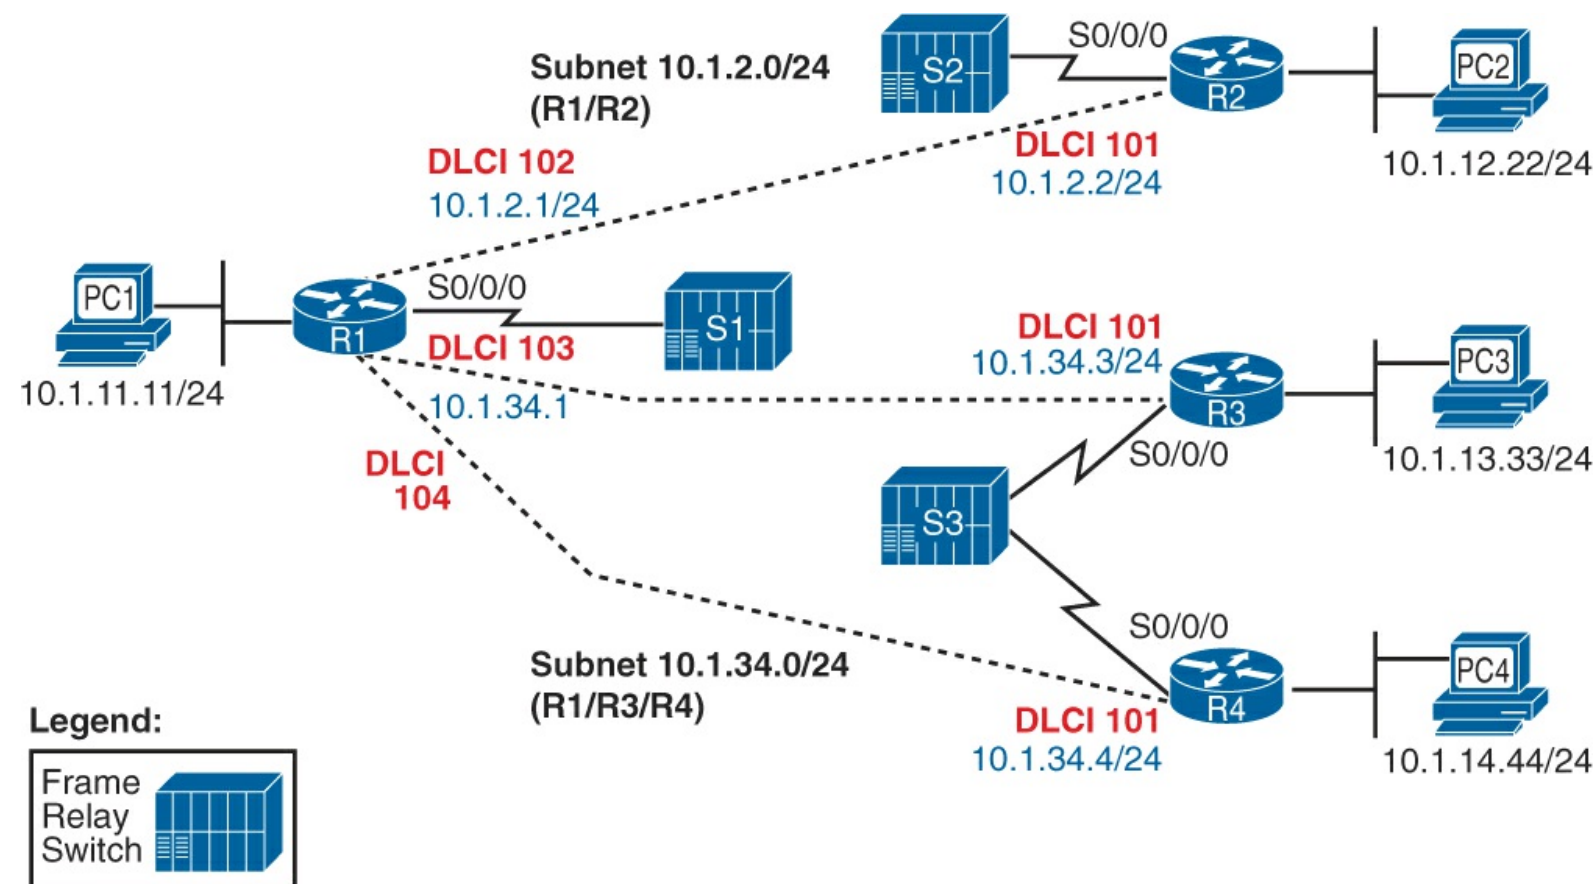 Subnet 10.1.2.0/24
(R1/R2)
S2
S0/0/0
R2
PC2
10.1.12.22/24
DLCI 102
10.1.2.1/24
DLCI 101
10.1.2.2/24
PC1
10.1.11.11/24
R1
S0/0/0
S1
DLCI 103
10.1.34.1
DLCI
104
DLCI 101
10.1.34.3/24
R3
S0/0/0
PC3
10.1.13.33/24
S3
S0/0/0
R4
PC4
10.1.14.44/24
Subnet 10.1.34.0/24
(R1/R3/R4)
DLCI 101
10.1.34.4/24
Legend:
Frame
Relay
Switch